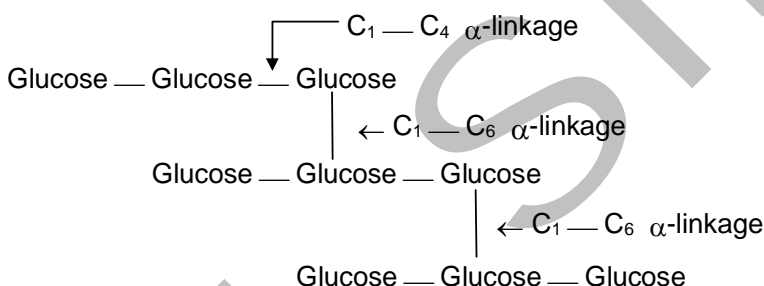 C₁ — C₄ α-linkage
Glucose — Glucose — Glucose
← C₁ — C₆ α-linkage
Glucose — Glucose — Glucose
← C₁ — C₆ α-linkage
Glucose — Glucose — Glucose